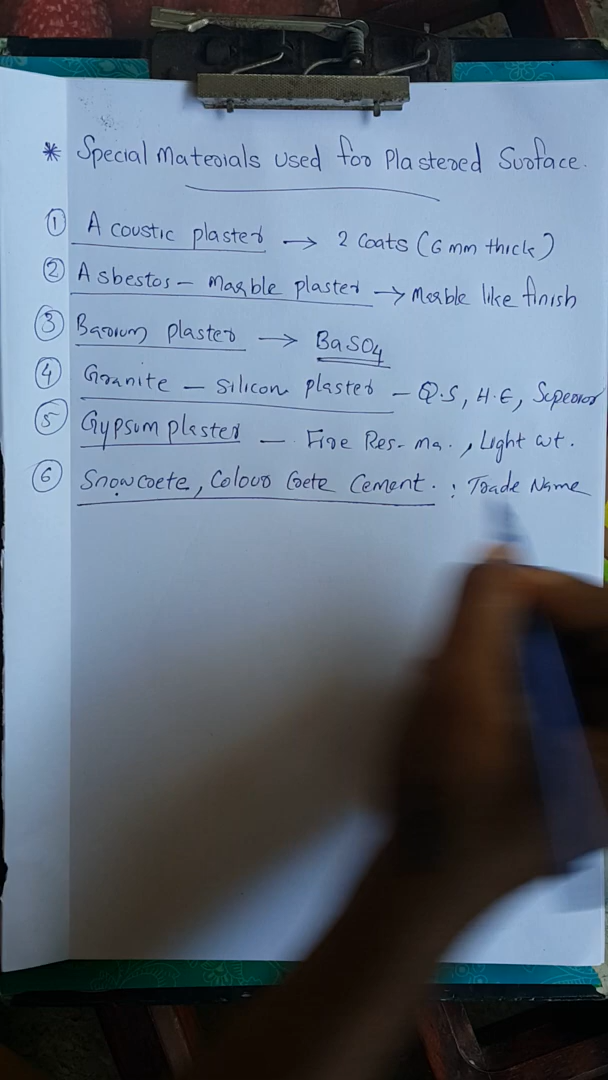 * Special Materials Used for Plastered Surface.
① Acoustic plaster → 2 Coats (6 mm thick)
② Asbestos - Marble plaster → Marble like finish
③ Barium plaster → BaSO4
④ Granite - Silicon plaster - Q.S, H.E, Superior
⑤ Gypsum plaster - Fire Res. ma., Light wt.
⑥ Snowcrete, Colour Crete Cement. : Trade Name